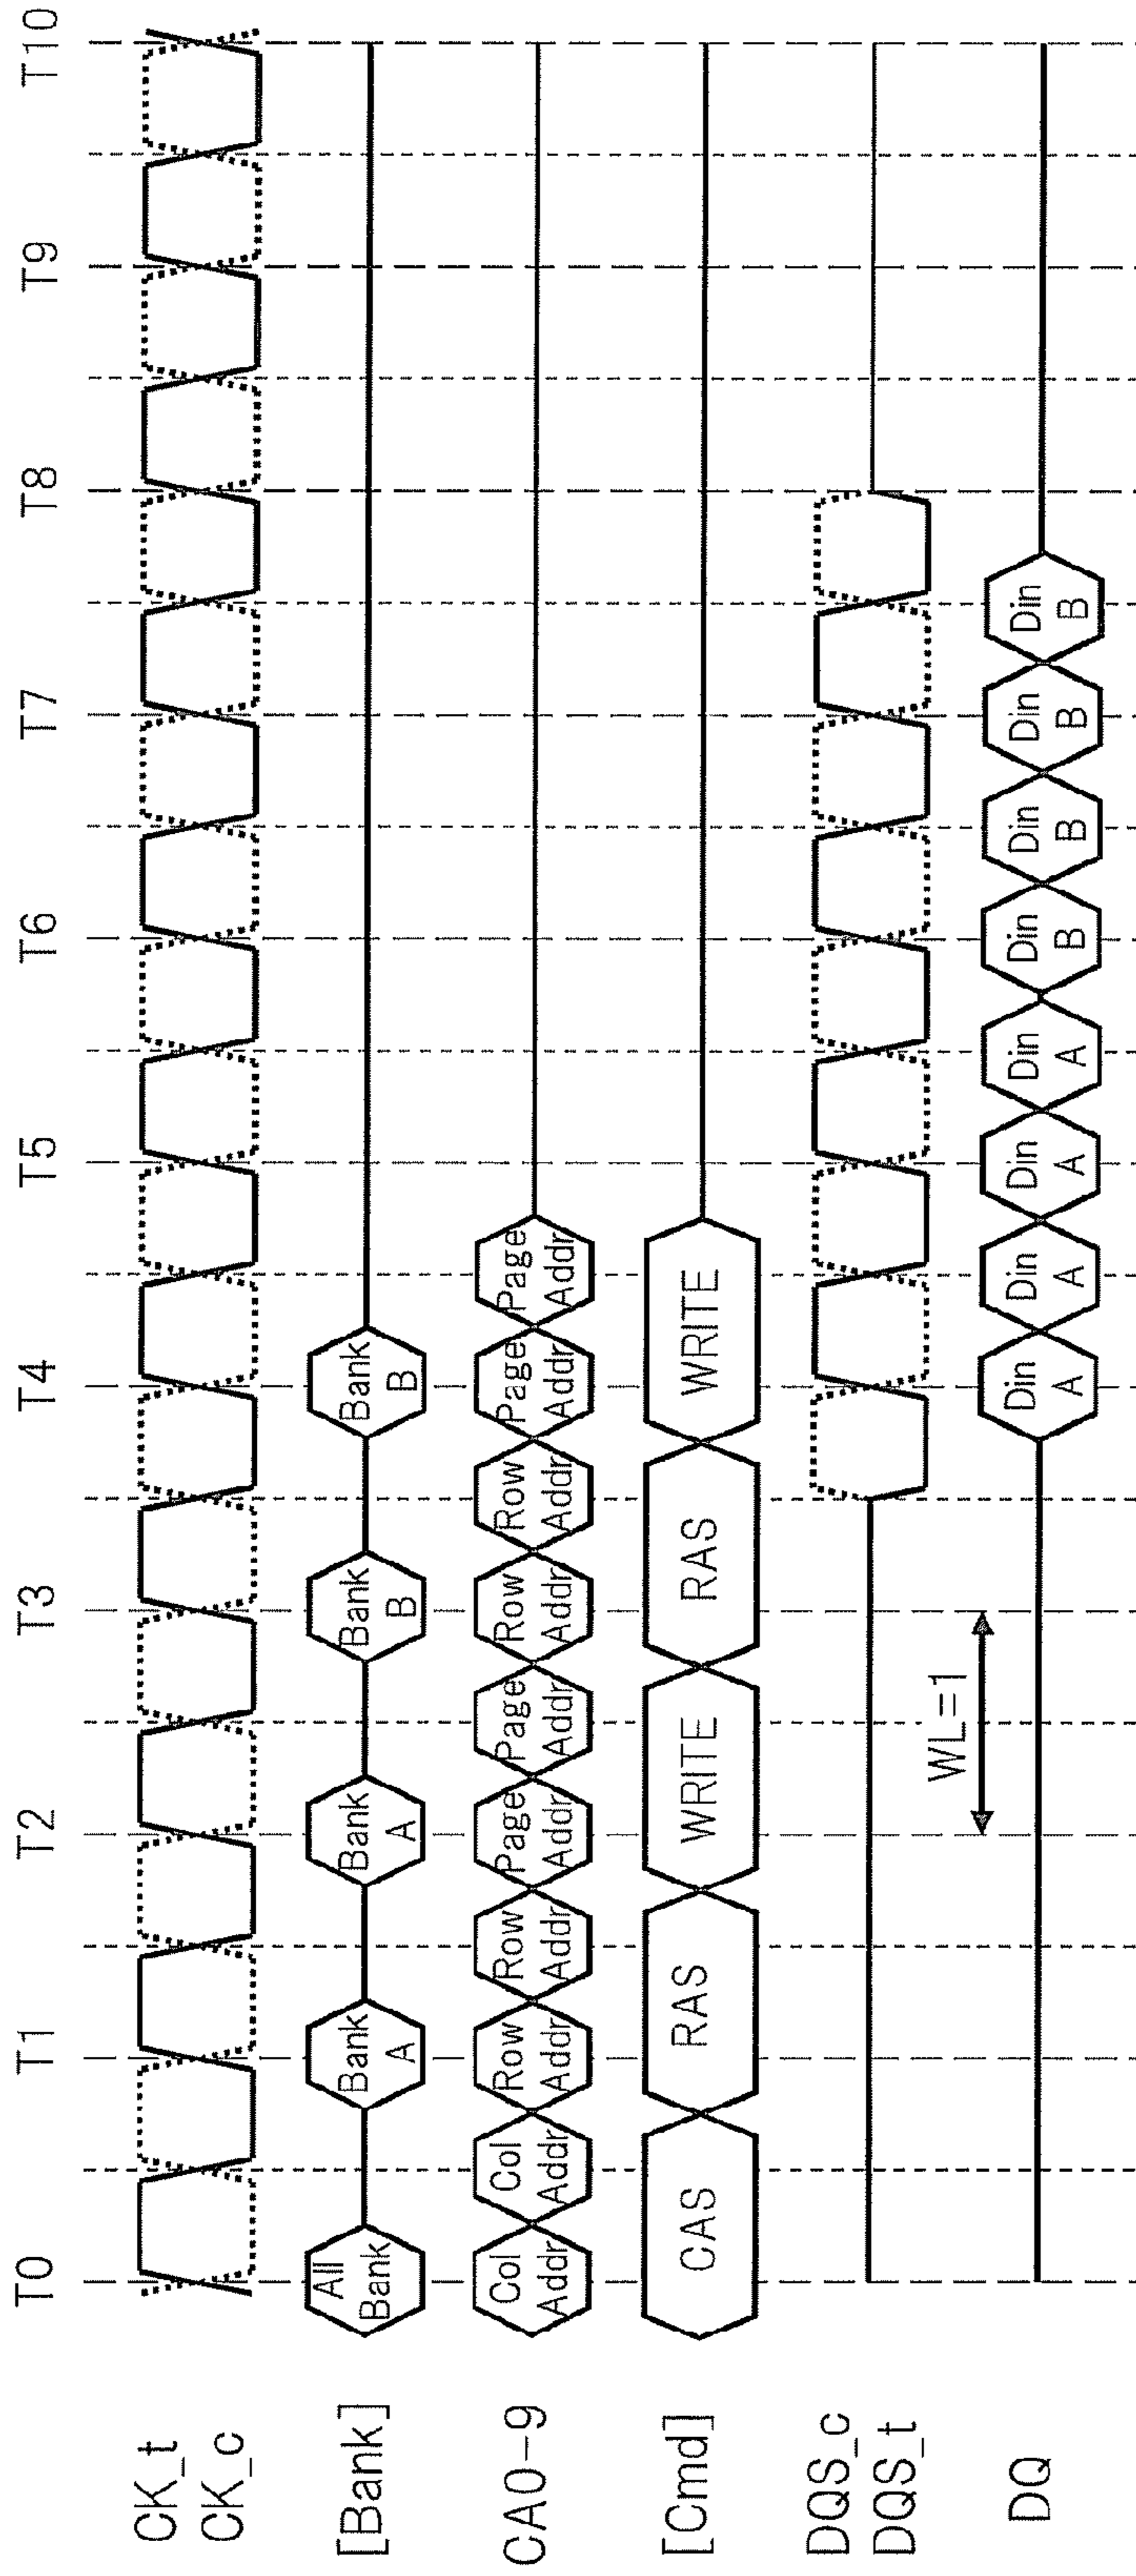 T0 T1 T2 T3 T4 T5 T6 T7 T8 T9 T10
CK_t
CK_c
[Bank]
All
Bank
Bank
A
Bank
A
Bank
B
Bank
B
CA0-9
Col
Addr
Col
Addr
Row
Addr
Row
Addr
Page
Addr
Page
Addr
Row
Addr
Row
Addr
Page
Addr
Page
Addr
[Cmd]
CAS RAS WRITE RAS WRITE
DQS_c
DQS_t
WL=1
DQ
Din
A
Din
A
Din
A
Din
A
Din
B
Din
B
Din
B
Din
B